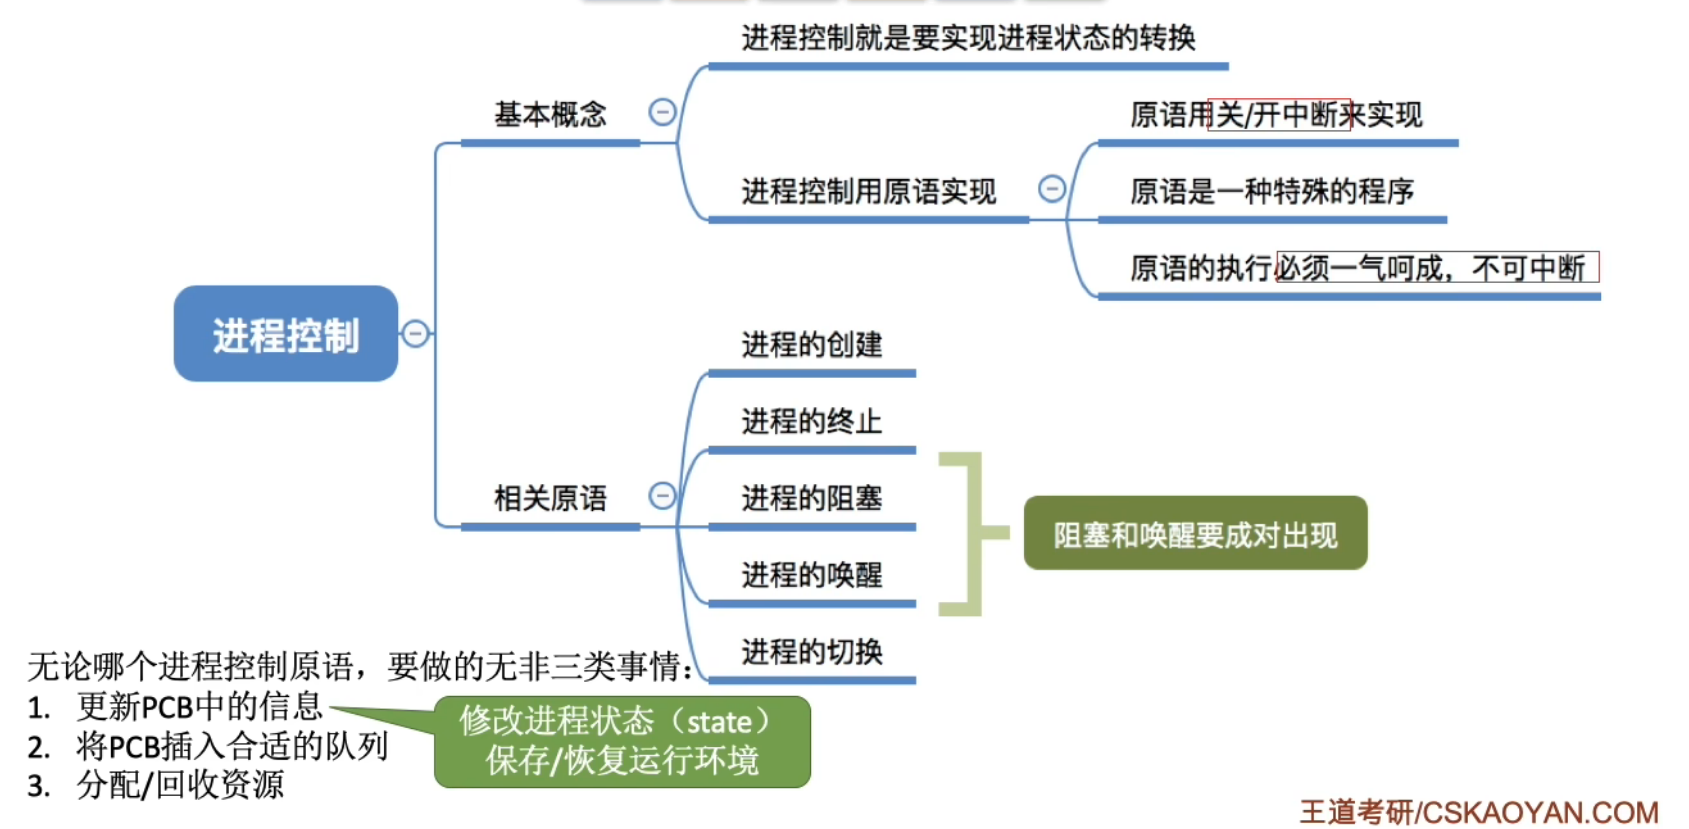 进程控制就是要实现进程状态的转换
基本概念
原语用关/开中断来实现
进程控制用原语实现
原语是一种特殊的程序
原语的执行必须一气呵成，不可中断
进程控制
进程的创建
进程的终止
相关原语
进程的阻塞
阻塞和唤醒要成对出现
进程的唤醒
进程的切换
无论哪个进程控制原语，要做的无非三类事情：
1. 更新PCB中的信息
2. 将PCB插入合适的队列
3. 分配/回收资源
修改进程状态（state）
保存/恢复运行环境
王道考研/CSKAOYAN.COM